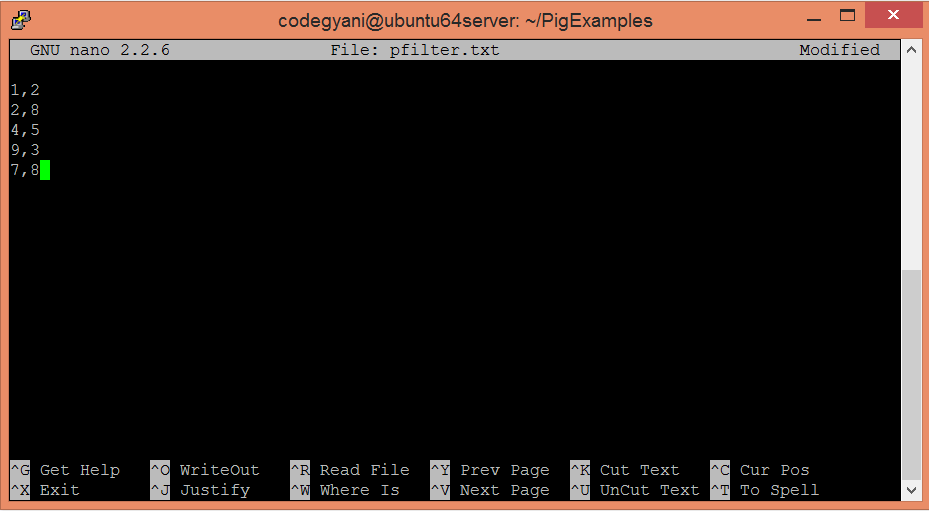 codegyani@ubuntu64server: ~/PigExamples
GNU nano 2.2.6 File: pfilter.txt Modified
1,2
2,8
4,5
9,3
7,8
^G Get Help ^O WriteOut ^R Read File ^Y Prev Page ^K Cut Text ^C Cur Pos
^X Exit ^J Justify ^W Where Is ^V Next Page ^U UnCut Text ^T To Spell